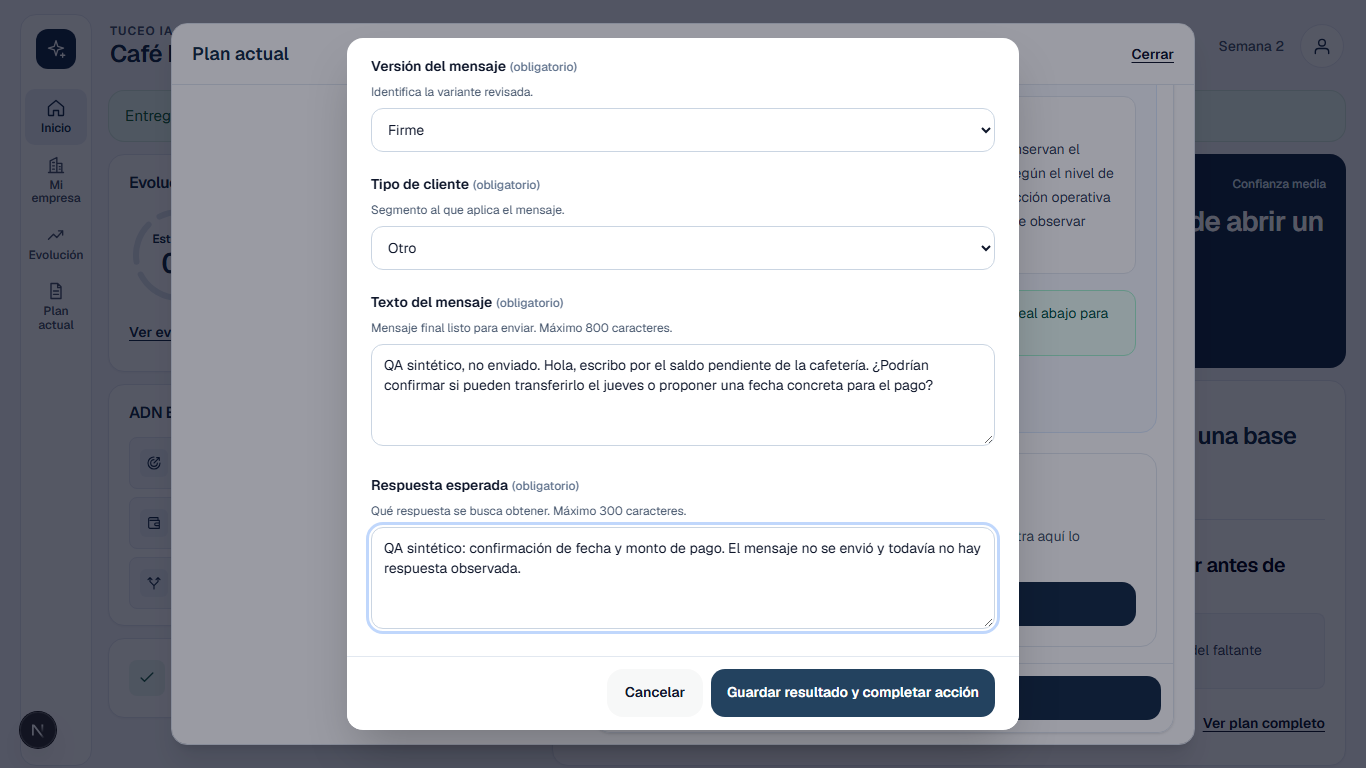 TUCEO IA
Café
Semana 2
Inicio
Mi
empresa
Evolución
Plan
actual
Plan actual
Cerrar
Entreg
Evolu
Est
Ver ev
ADN E
Versión del mensaje (obligatorio)
Identifica la variante revisada.
Firme
Tipo de cliente (obligatorio)
Segmento al que aplica el mensaje.
Otro
Texto del mensaje (obligatorio)
Mensaje final listo para enviar. Máximo 800 caracteres.
QA sintético, no enviado. Hola, escribo por el saldo pendiente de la cafetería. ¿Podrían
confirmar si pueden transferirlo el jueves o proponer una fecha concreta para el pago?
Respuesta esperada (obligatorio)
Qué respuesta se busca obtener. Máximo 300 caracteres.
QA sintético: confirmación de fecha y monto de pago. El mensaje no se envió y todavía no hay
respuesta observada.
Cancelar
Guardar resultado y completar acción
nservan el
egún el nivel de
cción operativa
e observar
eal abajo para
tra aquí lo
Confianza media
de abrir un
una base
r antes de
del faltante
Ver plan completo
N